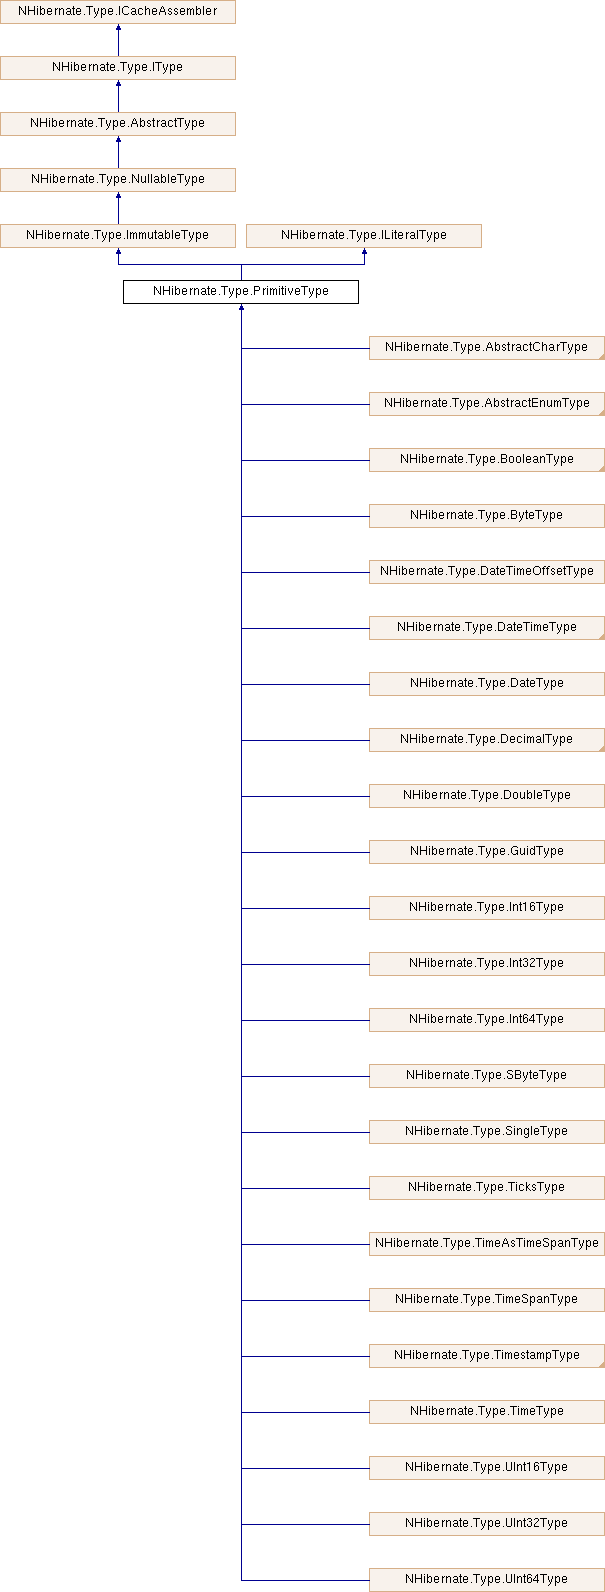 NHibernate.Type.ICacheAssembler
NHibernate.Type.IType
NHibernate.Type.AbstractType
NHibernate.Type.NullableType
NHibernate.Type.ImmutableType
NHibernate.Type.ILiteralType
NHibernate.Type.PrimitiveType
NHibernate.Type.AbstractCharType
NHibernate.Type.AbstractEnumType
NHibernate.Type.BooleanType
NHibernate.Type.ByteType
NHibernate.Type.DateTimeOffsetType
NHibernate.Type.DateTimeType
NHibernate.Type.DateType
NHibernate.Type.DecimalType
NHibernate.Type.DoubleType
NHibernate.Type.GuidType
NHibernate.Type.Int16Type
NHibernate.Type.Int32Type
NHibernate.Type.Int64Type
NHibernate.Type.SByteType
NHibernate.Type.SingleType
NHibernate.Type.TicksType
NHibernate.Type.TimeAsTimeSpanType
NHibernate.Type.TimeSpanType
NHibernate.Type.TimestampType
NHibernate.Type.TimeType
NHibernate.Type.UInt16Type
NHibernate.Type.UInt32Type
NHibernate.Type.UInt64Type